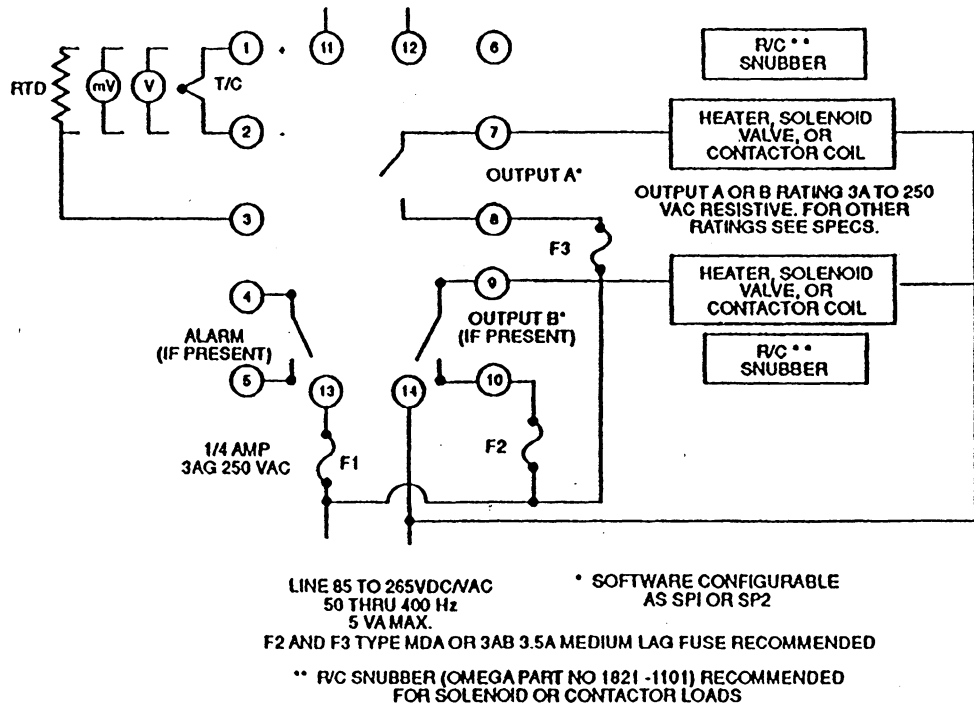 1
11
12
6
R/C **
SNUBBER
RTD
mV
V
T/C
2
7
HEATER, SOLENOID
VALVE, OR
CONTACTOR COIL
OUTPUT A*
OUTPUT A OR B RATING 3A TO 250
VAC RESISTIVE. FOR OTHER
RATINGS SEE SPECS.
3
8
F3
4
9
HEATER, SOLENOID
VALVE, OR
CONTACTOR COIL
ALARM
(IF PRESENT)
OUTPUT B*
(IF PRESENT)
R/C **
SNUBBER
5
13
14
10
1/4 AMP
3AG 250 VAC
F1
F2
LINE 85 TO 265VDC/VAC
50 THRU 400 Hz
5 VA MAX.
* SOFTWARE CONFIGURABLE
AS SP1 OR SP2
F2 AND F3 TYPE MDA OR 3AB 3.5A MEDIUM LAG FUSE RECOMMENDED
** R/C SNUBBER (OMEGA PART NO 1821 -1101) RECOMMENDED
FOR SOLENOID OR CONTACTOR LOADS